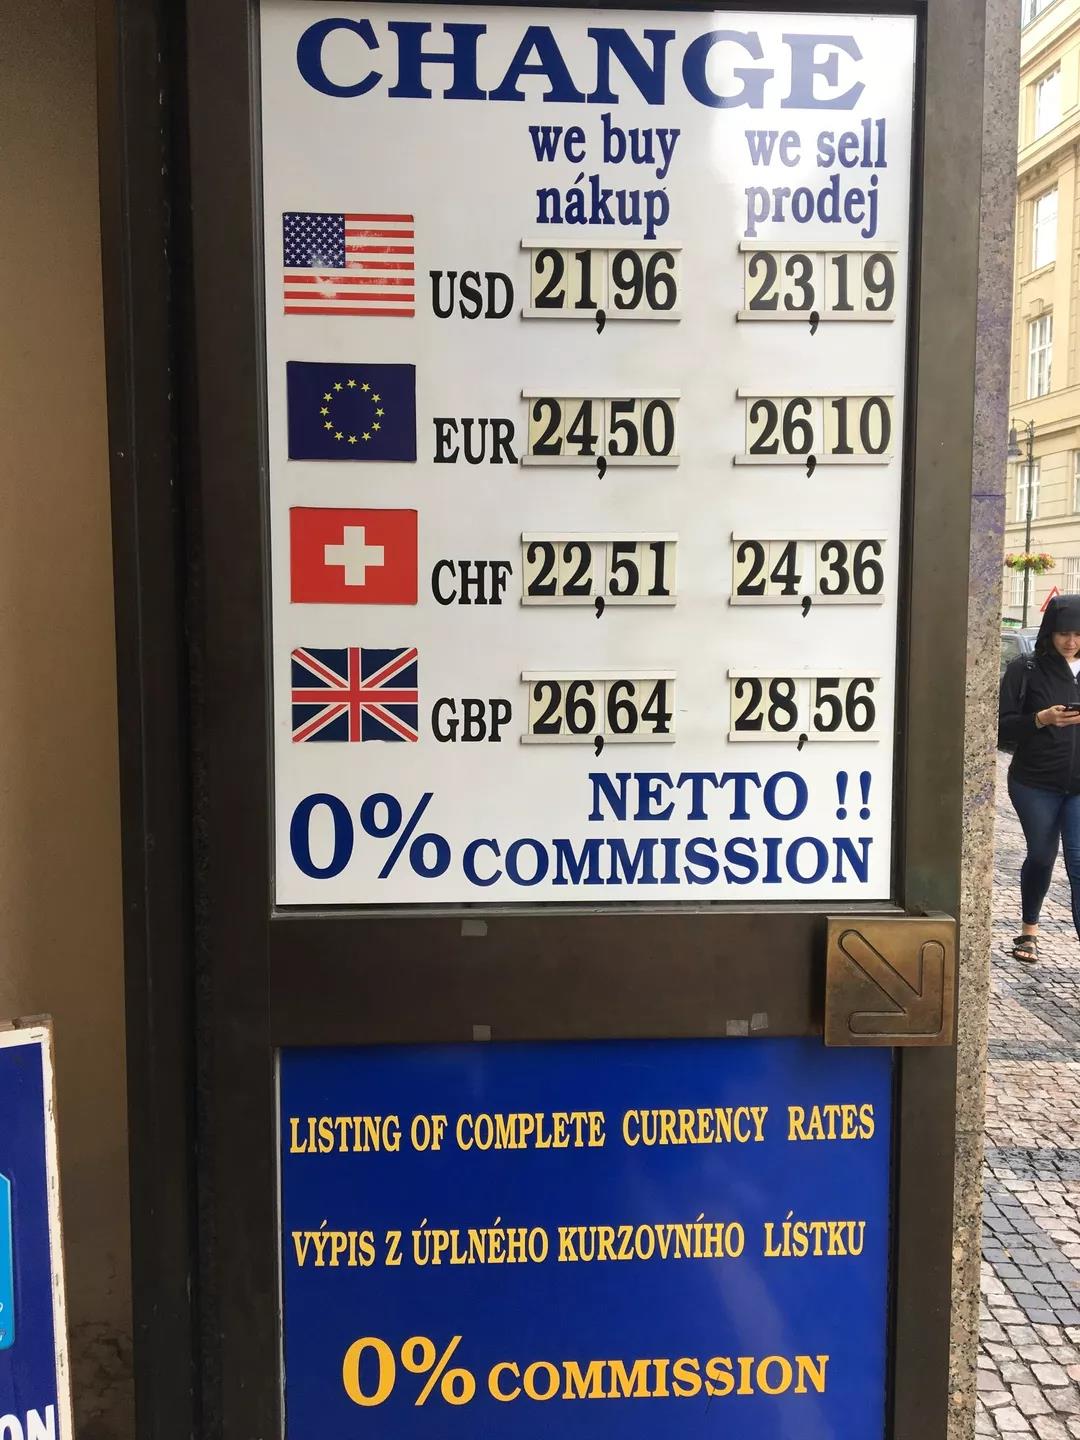 CHANGE
we buy we sell
nákup prodej
USD 21,96 23,19
EUR 24,50 26,10
CHF 22,51 24,36
GBP 26,64 28,56
NETTO !!
0% COMMISSION
LISTING OF COMPLETE CURRENCY RATES
VÝPIS Z ÚPLNÉHO KURZOVNÍHO LÍSTKU
0% COMMISSION
ON